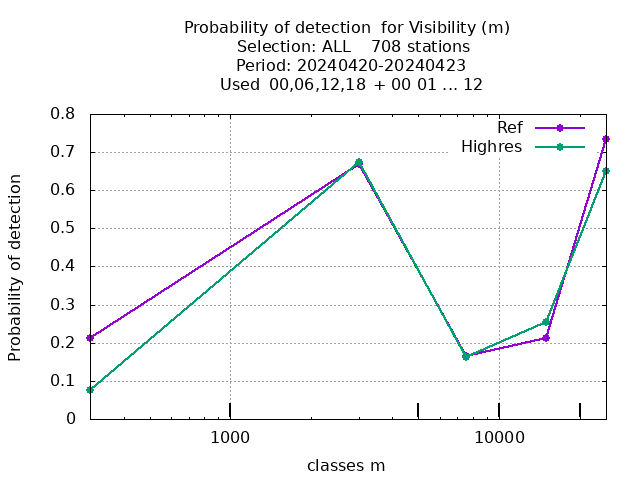 Probability of detection  for Visibility (m)
Selection: ALL    708 stations
Period: 20240420-20240423
Used  00,06,12,18  + 00 01 ... 12
Probability of detection
0.8
0.7
0.6
0.5
0.4
0.3
0.2
0.1
0
Ref
Highres
1000
10000
classes m